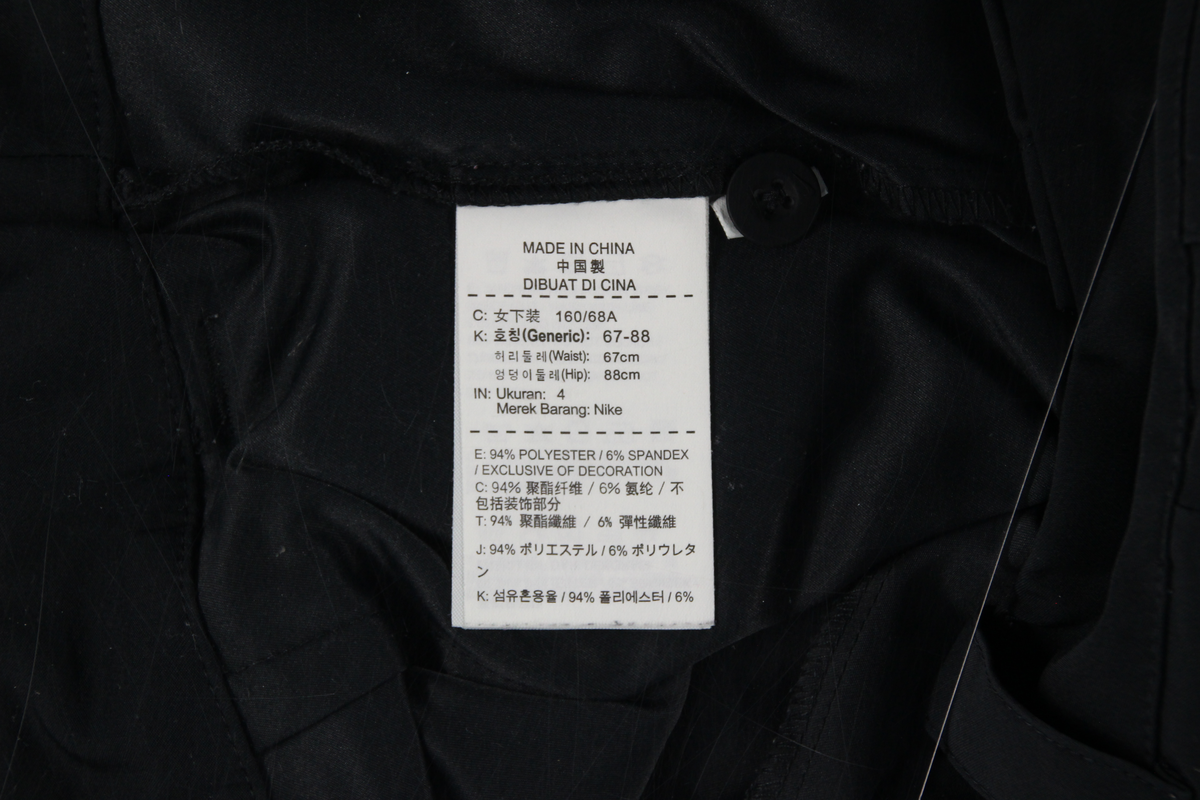 MADE IN CHINA
中国製
DIBUAT DI CINA
C: 女下装 160/68A
K: 호칭(Generic): 67-88
허리둘레(Waist): 67cm
엉덩이둘레(Hip): 88cm
IN: Ukuran: 4
Merek Barang: Nike
E: 94% POLYESTER / 6% SPANDEX
/ EXCLUSIVE OF DECORATION
C: 94% 聚酯纤维 / 6% 氨纶 / 不
包括装饰部分
T: 94% 聚酯纖維 / 6% 彈性纖維
J: 94% ポリエステル / 6% ポリウレタ
ン
K: 섬유혼용율 / 94% 폴리에스터 / 6%